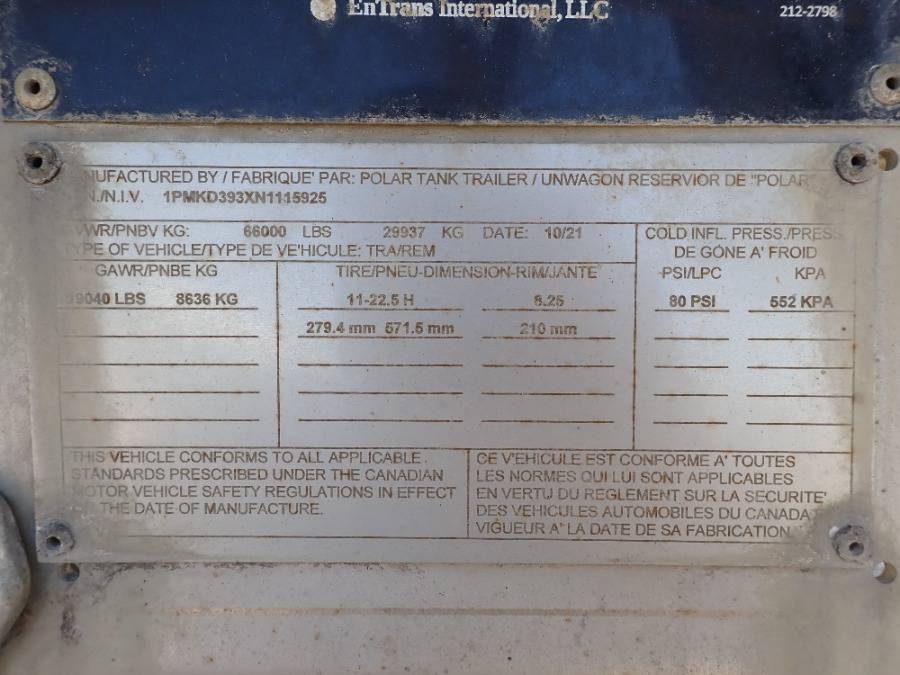 EnTrans International, LLC
212-2798
NUFACTURED BY / FABRIQUE' PAR: POLAR TANK TRAILER / UNWAGON RESERVIOR DE "POLAR
N./N.I.V. 1PMKD393XN1115925
VWR/PNBV KG: 66000 LBS 29937 KG DATE: 10/21
YPE OF VEHICLE/TYPE DE VE'HICULE: TRA/REM
COLD INFL. PRESS./PRESS
DE GONE A' FROID
GAWR/PNBE KG
TIRE/PNEU-DIMENSION-RIM/JANTE
PSI/LPC KPA
19040 LBS 8636 KG
11-22.5 H 8.25
80 PSI 552 KPA
279.4 mm 571.5 mm 210 mm
THIS VEHICLE CONFORMS TO ALL APPLICABLE
STANDARDS PRESCRIBED UNDER THE CANADIAN
MOTOR VEHICLE SAFETY REGULATIONS IN EFFECT
THE DATE OF MANUFACTURE.
CE V'EHICULE EST CONFORME A' TOUTES
LES NORMES QUI LUI SONT APPLICABLES
EN VERTU DU REGLEMENT SUR LA SECURITE'
DES VEHICULES AUTOMOBILES DU CANADA
VIGUEUR A' LA DATE DE SA FABRICATION